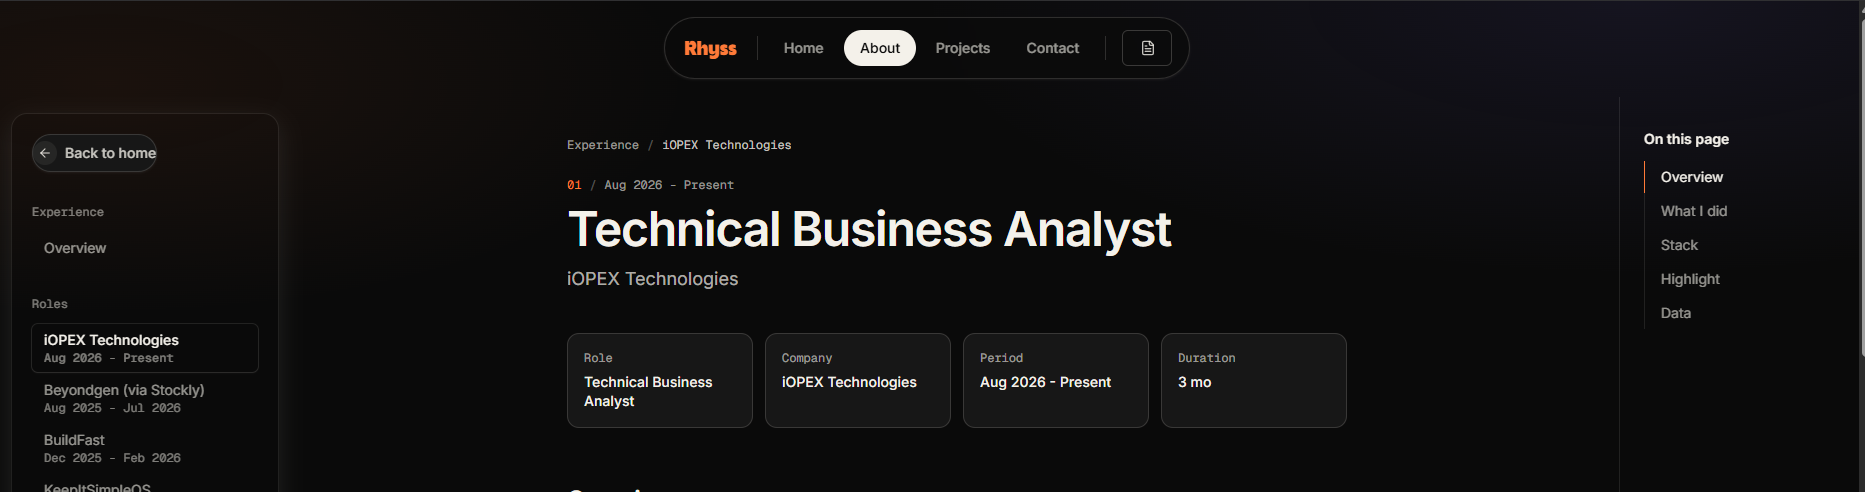 Rhyss
Home
About
Projects
Contact
Back to home
Experience
Overview
Roles
iOPEX Technologies
Aug 2026 - Present
Beyondgen (via Stockly)
Aug 2025 - Jul 2026
BuildFast
Dec 2025 - Feb 2026
KeepItSimpleOS
Experience / iOPEX Technologies
01 / Aug 2026 - Present
Technical Business Analyst
iOPEX Technologies
Role
Technical Business
Analyst
Company
iOPEX Technologies
Period
Aug 2026 - Present
Duration
3 mo
On this page
Overview
What I did
Stack
Highlight
Data